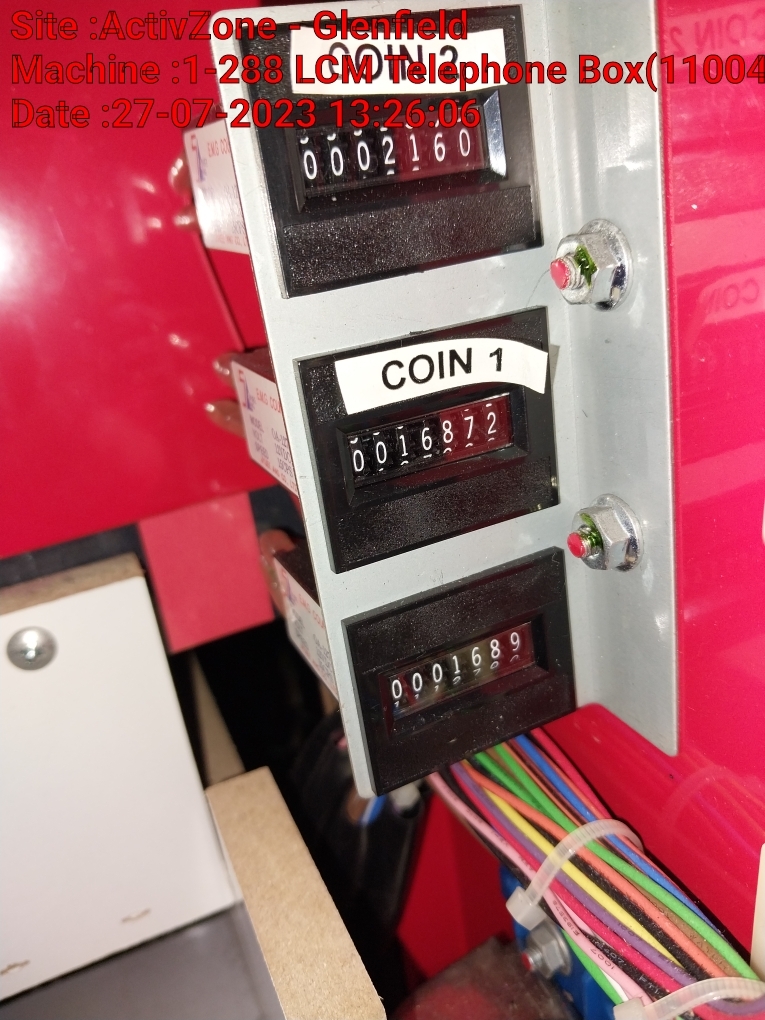 Site :ActivZone - Glenfield
Machine :1-288 LCM Telephone Box(11004
Date :27-07-2023 13:26:06
COIN 2
0002160
COIN 1
0016872
0001689